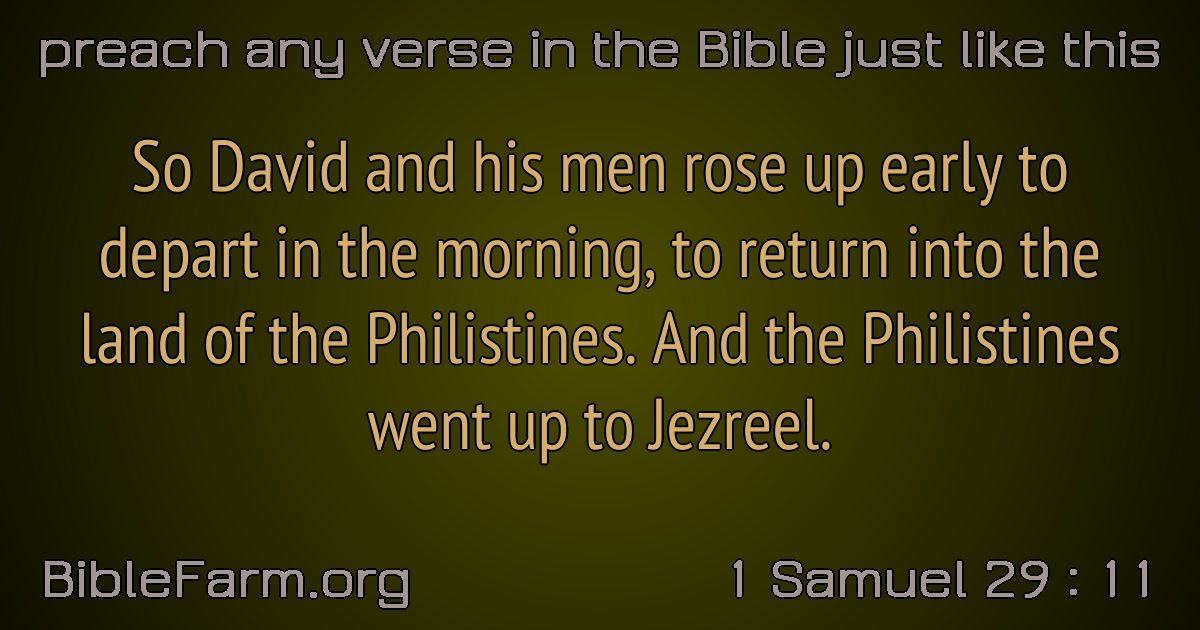 preach any verse in the Bible just like this
So David and his men rose up early to
depart in the morning, to return into the
land of the Philistines. And the Philistines
went up to Jezreel.
BibleFarm.org
1 Samuel 29 : 11